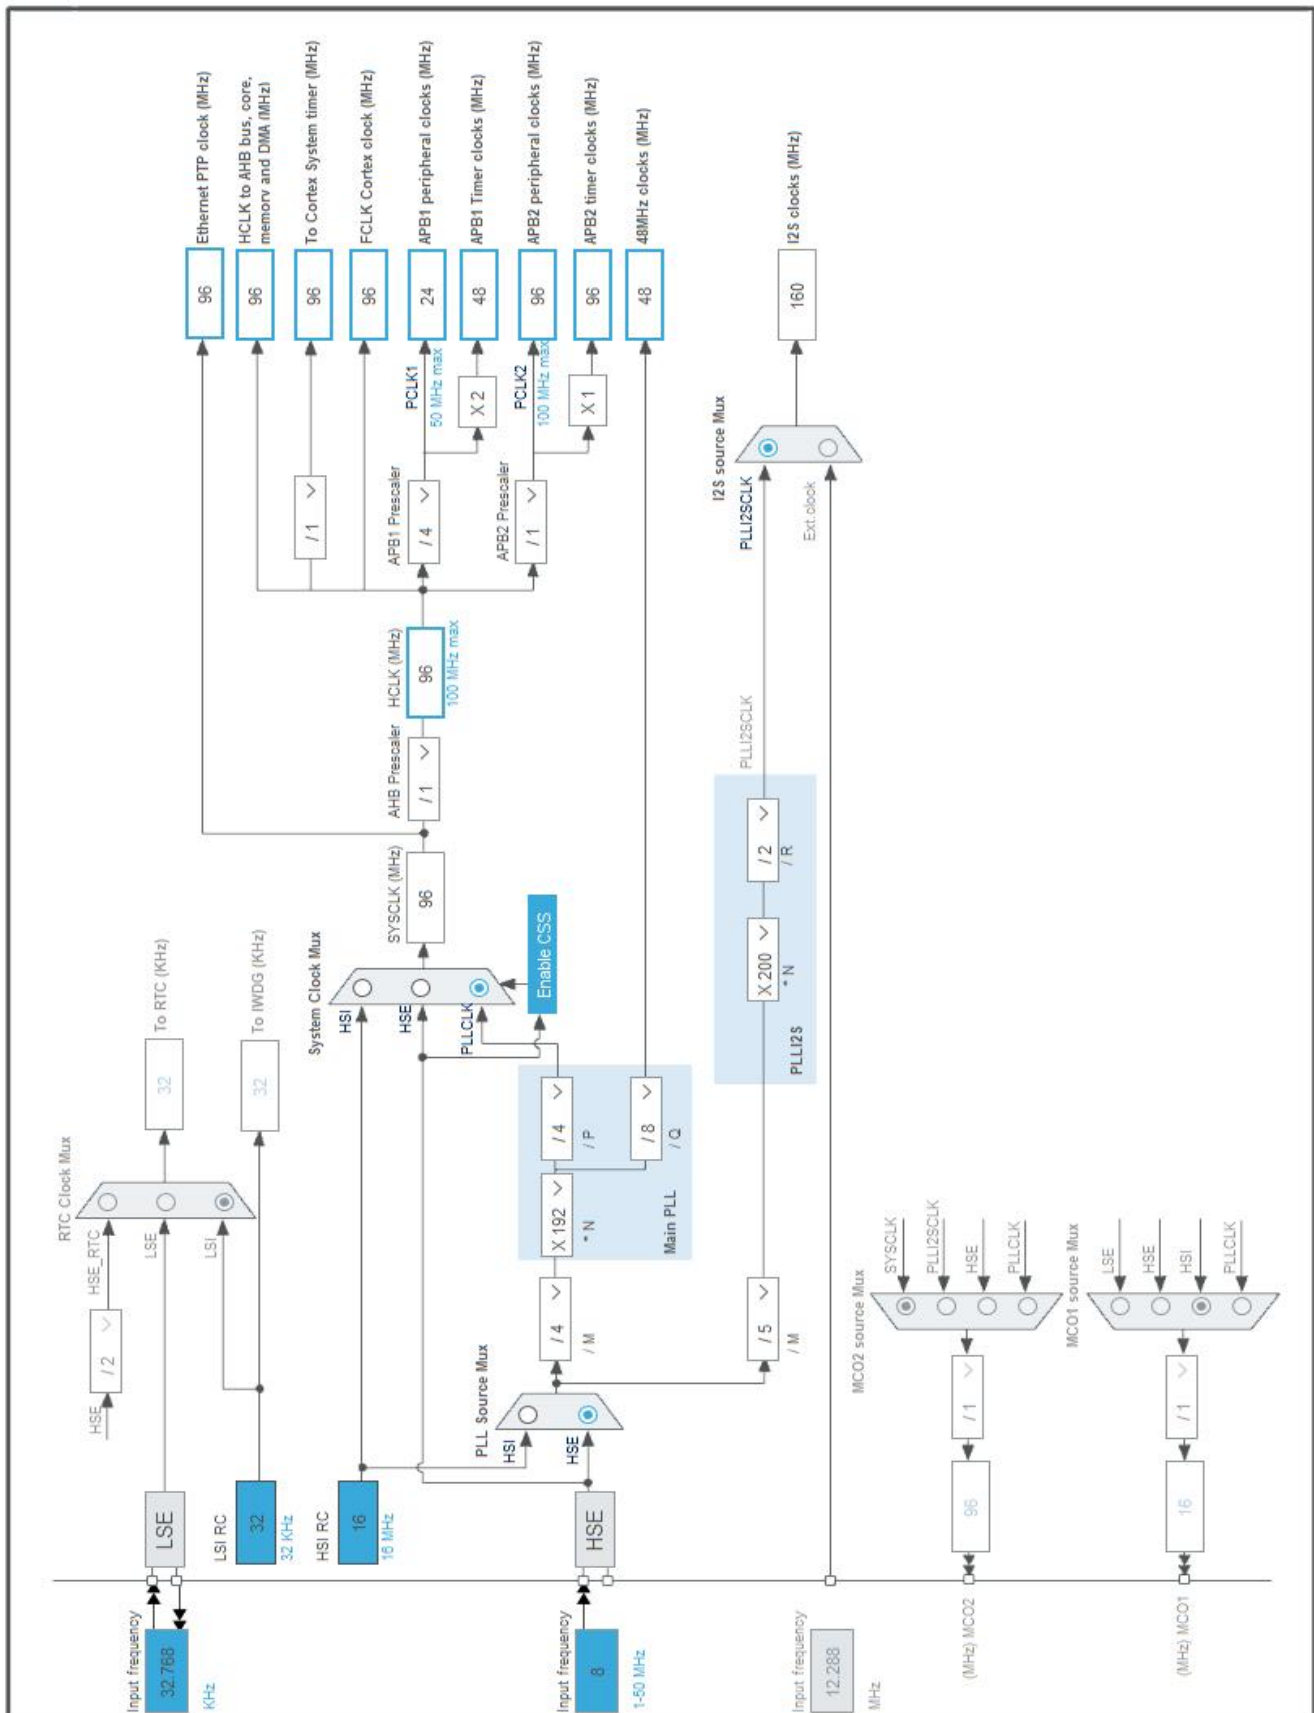 Input frequency
32.768
KHz
LSE
LSI RC
32
32 KHz
HSI RC
16
16 MHz
Input frequency
8
1-50 MHz
HSE
Input frequency
12.288
MHz
HSE
/ 2
HSE_RTC
LSE
LSI
RTC Clock Mux
32
To RTC (KHz)
32
To IWDG (KHz)
PLL Source Mux
HSI
HSE
/ 4
/ M
X 192
* N
/ 4
/ P
/ 8
/ Q
Main PLL
/ 5
/ M
X 200
* N
/ 2
/ R
PLLI2S
PLLI2SCLK
System Clock Mux
HSI
HSE
PLLCLK
Enable CSS
SYSCLK (MHz)
96
AHB Prescaler
/ 1
HCLK (MHz)
96
100 MHz max
/ 1
APB1 Prescaler
/ 4
PCLK1
50 MHz max
X 2
APB2 Prescaler
/ 1
PCLK2
100 MHz max
X 1
96
Ethernet PTP clock (MHz)
96
HCLK to AHB bus, core,
memory and DMA (MHz)
96
To Cortex System timer (MHz)
96
FCLK Cortex clock (MHz)
24
APB1 peripheral clocks (MHz)
48
APB1 Timer clocks (MHz)
96
APB2 peripheral clocks (MHz)
96
APB2 timer clocks (MHz)
48
48MHz clocks (MHz)
I2S source Mux
PLLI2SCLK
Ext.clock
160
I2S clocks (MHz)
MCO2 source Mux
SYSCLK
PLLI2SCLK
HSE
PLLCLK
/ 1
96
(MHz) MCO2
MCO1 source Mux
LSE
HSE
HSI
PLLCLK
/ 1
16
(MHz) MCO1